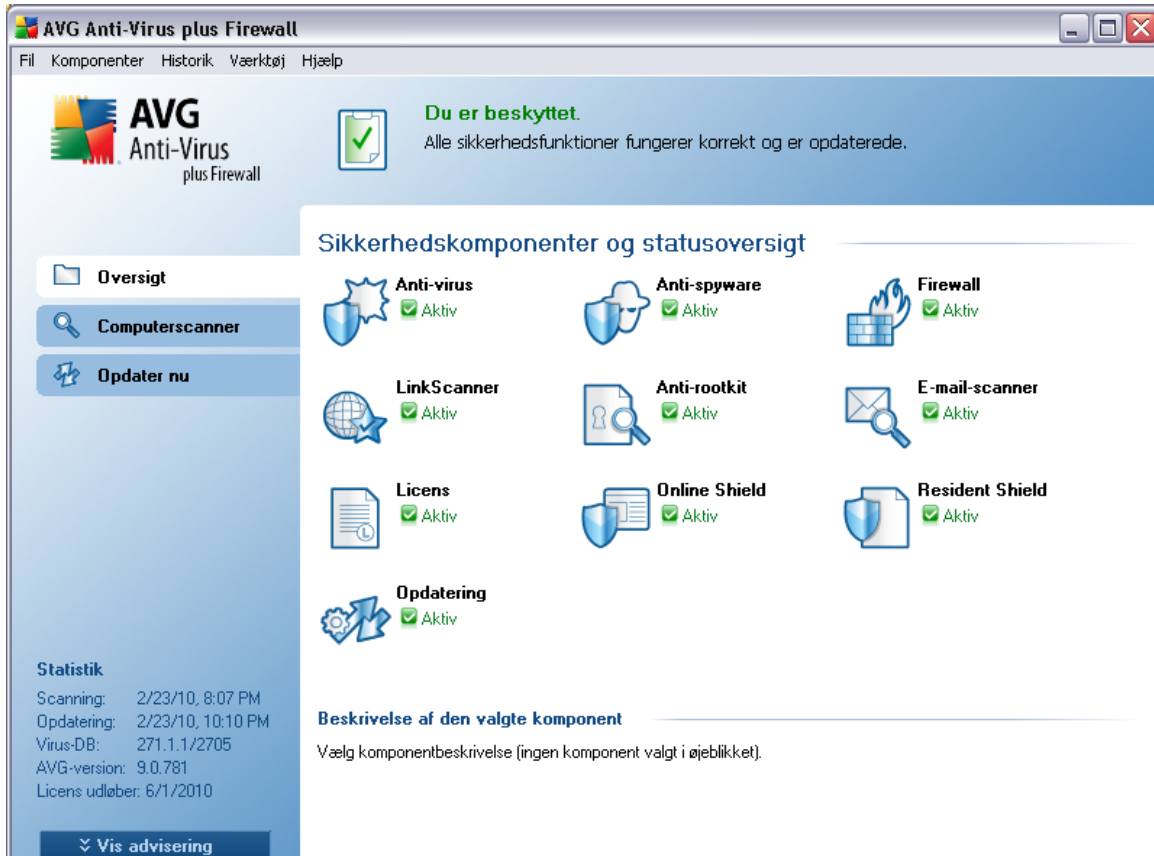 AVG Anti-Virus plus Firewall
Fil Komponenter Historik Værktøj Hjælp
AVG
Anti-Virus
plus Firewall
Du er beskyttet.
Alle sikkerhedsfunktioner fungerer korrekt og er opdaterede.
Oversigt
Computerscanner
Opdater nu
Sikkerhedskomponenter og statusoversigt
Anti-virus
Aktiv
Anti-spyware
Aktiv
Firewall
Aktiv
LinkScanner
Aktiv
Anti-rootkit
Aktiv
E-mail-scanner
Aktiv
Licens
Aktiv
Online Shield
Aktiv
Resident Shield
Aktiv
Opdatering
Aktiv
Statistik
Scanning: 2/23/10, 8:07 PM
Opdatering: 2/23/10, 10:10 PM
Virus-DB: 271.1.1/2705
AVG-version: 9.0.781
Licens udløber: 6/1/2010
Vis advisering
Beskrivelse af den valgte komponent
Vælg komponentbeskrivelse (ingen komponent valgt i øjeblikket).